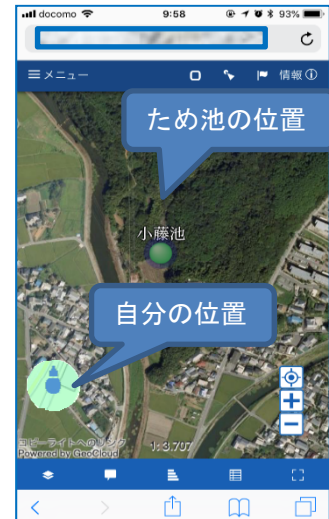 docomo 9:58 93%
メニュー 情報
ため池の位置
小藤池
自分の位置
コピーライトへのリンク
Powered by GeoCloud
1: 3,707